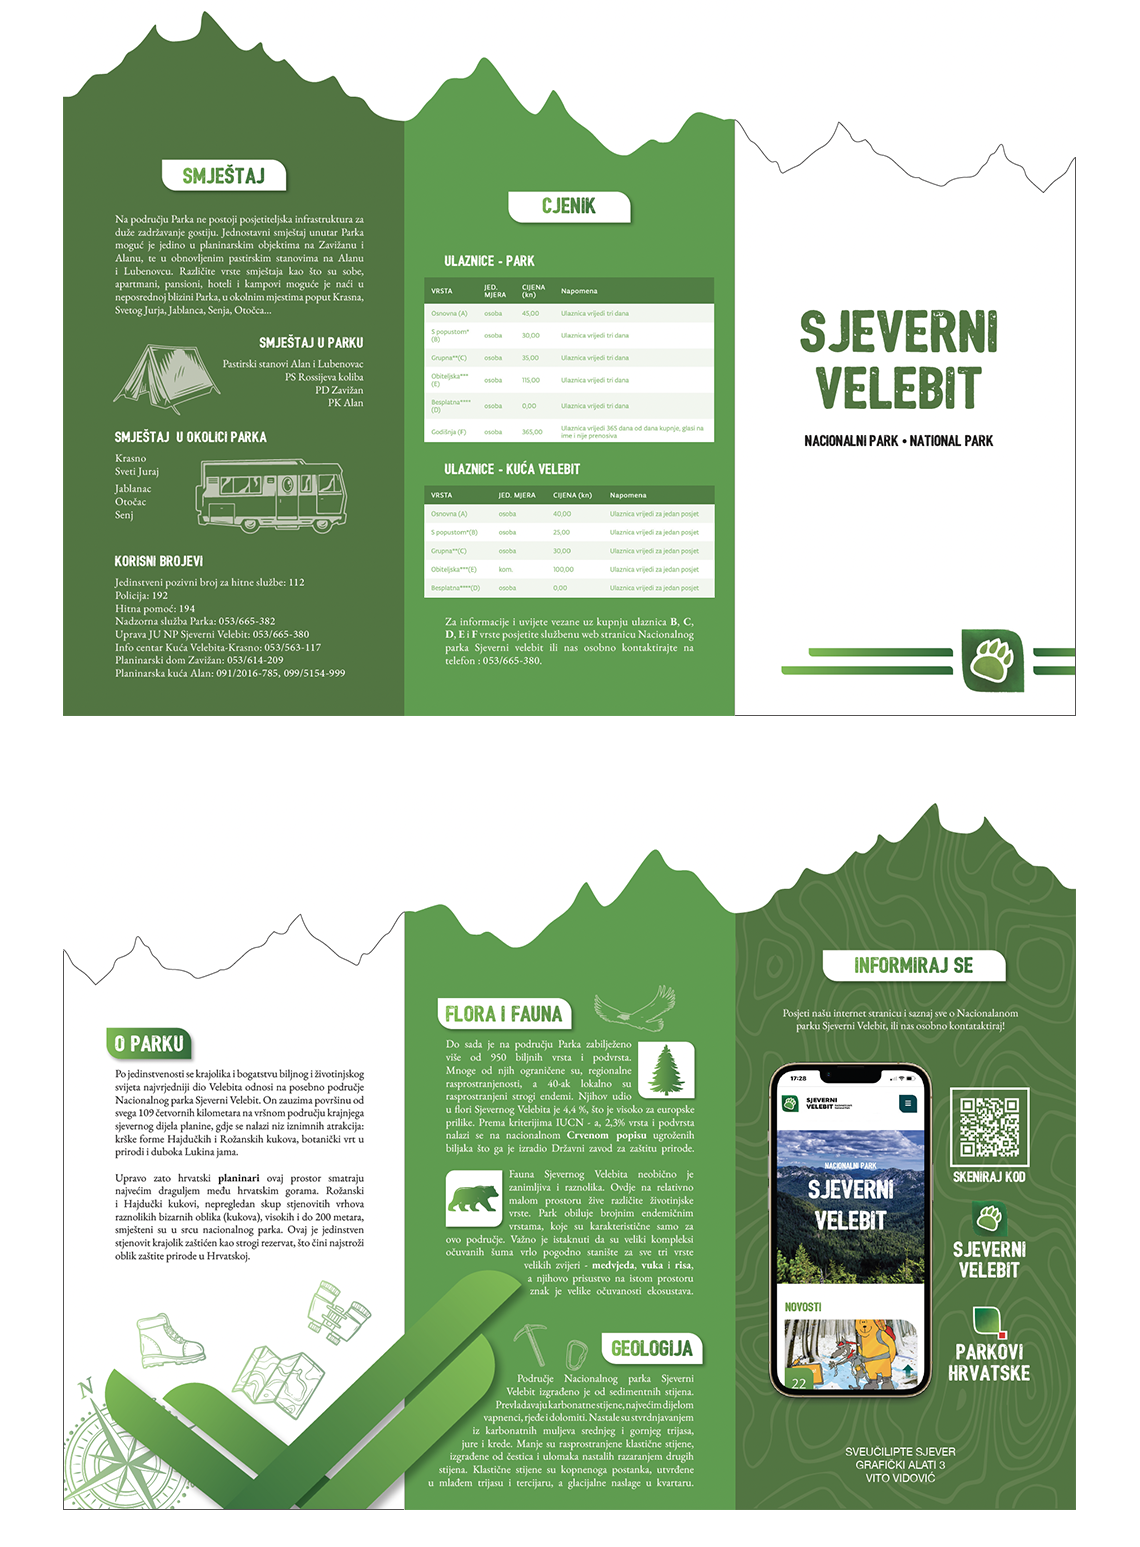 SMJEŠTAJ
Na području Parka ne postoji posjetiteljska infrastruktura za
duže zadržavanje gostiju. Jednostavni smještaj unutar Parka
moguć je jedino u planinarskim objektima na Zavižanu i
Alanu, te u obnovljenim pastirskim stanovima na Alanu
i Lubenovcu. Različite vrste smještaja kao što su sobe,
apartmani, pansioni, hoteli i kampovi moguće je naći u
neposrednoj blizini Parka, u okolnim mjestima poput Krasna,
Svetog Jurja, Jablanca, Senja, Otočca...
SMJEŠTAJ U PARKU
Pastirski stanovi Alan i Lubenovac
PS Rossijeva koliba
PD Zavižan
PK Alan
SMJEŠTAJ U OKOLICI PARKA
Krasno
Sveti Juraj
Jablanac
Otočac
Senj
KORISNI BROJEVI
Jedinstveni pozivni broj za hitne službe: 112
Policija: 192
Hitna pomoć: 194
Nadzorna služba Parka: 053/665-382
Uprava JU NP Sjeverni Velebit: 053/665-380
Info centar Kuća Velebita-Krasno: 053/563-117
Planinarski dom Zavižan: 053/614-209
Planinarska kuća Alan: 091/2016-785, 099/5154-999
CJENIK
ULAZNICE - PARK
VRSTA JED. MJERA CIJENA (kn) Napomena
Osnovna (A) osoba 45,00 Ulaznica vrijedi tri dana
S popustom* (B) osoba 30,00 Ulaznica vrijedi tri dana
Grupna**(C) osoba 35,00 Ulaznica vrijedi tri dana
Obiteljska*** (E) osoba 115,00 Ulaznica vrijedi tri dana
Besplatna**** (D) osoba 0,00 Ulaznica vrijedi tri dana
Godišnja (F) osoba 365,00 Ulaznica vrijedi 365 dana od dana kupnje, glasi na
ime i nije prenosiva
ULAZNICE - KUĆA VELEBIT
VRSTA JED. MJERA CIJENA (kn) Napomena
Osnovna (A) osoba 40,00 Ulaznica vrijedi za jedan posjet
S popustom*(B) osoba 25,00 Ulaznica vrijedi za jedan posjet
Grupna**(C) osoba 30,00 Ulaznica vrijedi za jedan posjet
Obiteljska***(E) kom. 100,00 Ulaznica vrijedi za jedan posjet
Besplatna****(D) osoba 0,00 Ulaznica vrijedi za jedan posjet
Za informacije i uvijete vezane uz kupnju ulaznica B, C,
D, E i F vrste posjetite službenu web stranicu Nacionalnog
parka Sjeverni velebit ili nas osobno kontaktirajte na
telefon : 053/665-380.
SJEVERNI
VELEBIT
NACIONALNI PARK • NATIONAL PARK
O PARKU
Po jedinstvenosti se krajolika i bogatstvu biljnog i životinjskog
svijeta najvrjedniji dio Velebita odnosi na posebno područje
Nacionalnog parka Sjeverni Velebit. On zauzima površinu od
svega 109 četvornih kilometara na vršnom području krajnjega
sjevernog dijela planine, gdje se nalazi niz iznimnih atrakcija:
krške forme Hajdučkih i Rožanskih kukova, botanički vrt u
prirodi i duboka Lukina jama.
Upravo zato hrvatski planinari ovaj prostor smatraju
najvećim draguljem među hrvatskim gorama. Rožanski
i Hajdučki kukovi, nepregledan skup stjenovitih vrhova
raznolikih bizarnih oblika (kukova), visokih i do 200 metara,
smješteni su u srcu nacionalnog parka. Ovaj je jedinstven
stjenovit krajolik zaštićen kao strogi rezervat, što čini najstroži
oblik zaštite prirode u Hrvatskoj.
N
FLORA I FAUNA
Do sada je na području Parka zabilježeno
više od 950 biljnih vrsta i podvrsta.
Mnoge od njih ograničene su, regionalne
rasprostranjenosti, a 40-ak lokalno su
rasprostranjeni strogi endemi. Njihov udio
u flori Sjevernog Velebita je 4,4 %, što je visoko za europske
prilike. Prema kriterijima IUCN - a, 2,3% vrsta i podvrsta
nalazi se na nacionalnom Crvenom popisu ugroženih
biljaka što ga je izradio Državni zavod za zaštitu prirode.
Fauna Sjevernog Velebita neobično je
zanimljiva i raznolika. Ovdje na relativno
malom prostoru žive različite životinjske
vrste. Park obiluje brojnim endemičnim
vrstama, koje su karakteristične samo za
ovo područje. Važno je istaknuti da su veliki kompleksi
očuvanih šuma vrlo pogodno stanište za sve tri vrste
velikih zvijeri - medvjeda, vuka i risa,
a njihovo prisustvo na istom prostoru
znak je velike očuvanosti ekosustava.
GEOLOGIJA
Područje Nacionalnog parka Sjeverni
Velebit izgrađeno je od sedimentnih stijena.
Prevladavaju karbonatne stijene, najvećim dijelom
vapnenci, rjeđe i dolomiti. Nastale su stvrdnjavanjem
iz karbonatnih muljeva srednjeg i gornjeg trijasa,
jure i krede. Manje su rasprostranjene klastične stijene,
izgrađene od čestica i ulomaka nastalih razaranjem drugih
stijena. Klastične stijene su kopnenoga postanka, utvrđene
u mlađem trijasu i tercijaru, a glacijalne naslage u kvartaru.
INFORMIRAJ SE
Posjeti našu internet stranicu i saznaj sve o Nacionalanom
parku Sjeverni Velebit, ili nas osobno kontataktiraj!
17:28
SJEVERNI
VELEBIT
NACIONALNI PARK
SJEVERNI
VELEBIT
NOVOSTI
22
SKENIRAJ KOD
SJEVERNI
VELEBIT
PARKOVI
HRVATSKE
SVEUČILIPTE SJEVER
GRAFIČKI ALATI 3
VITO VIDOVIĆ